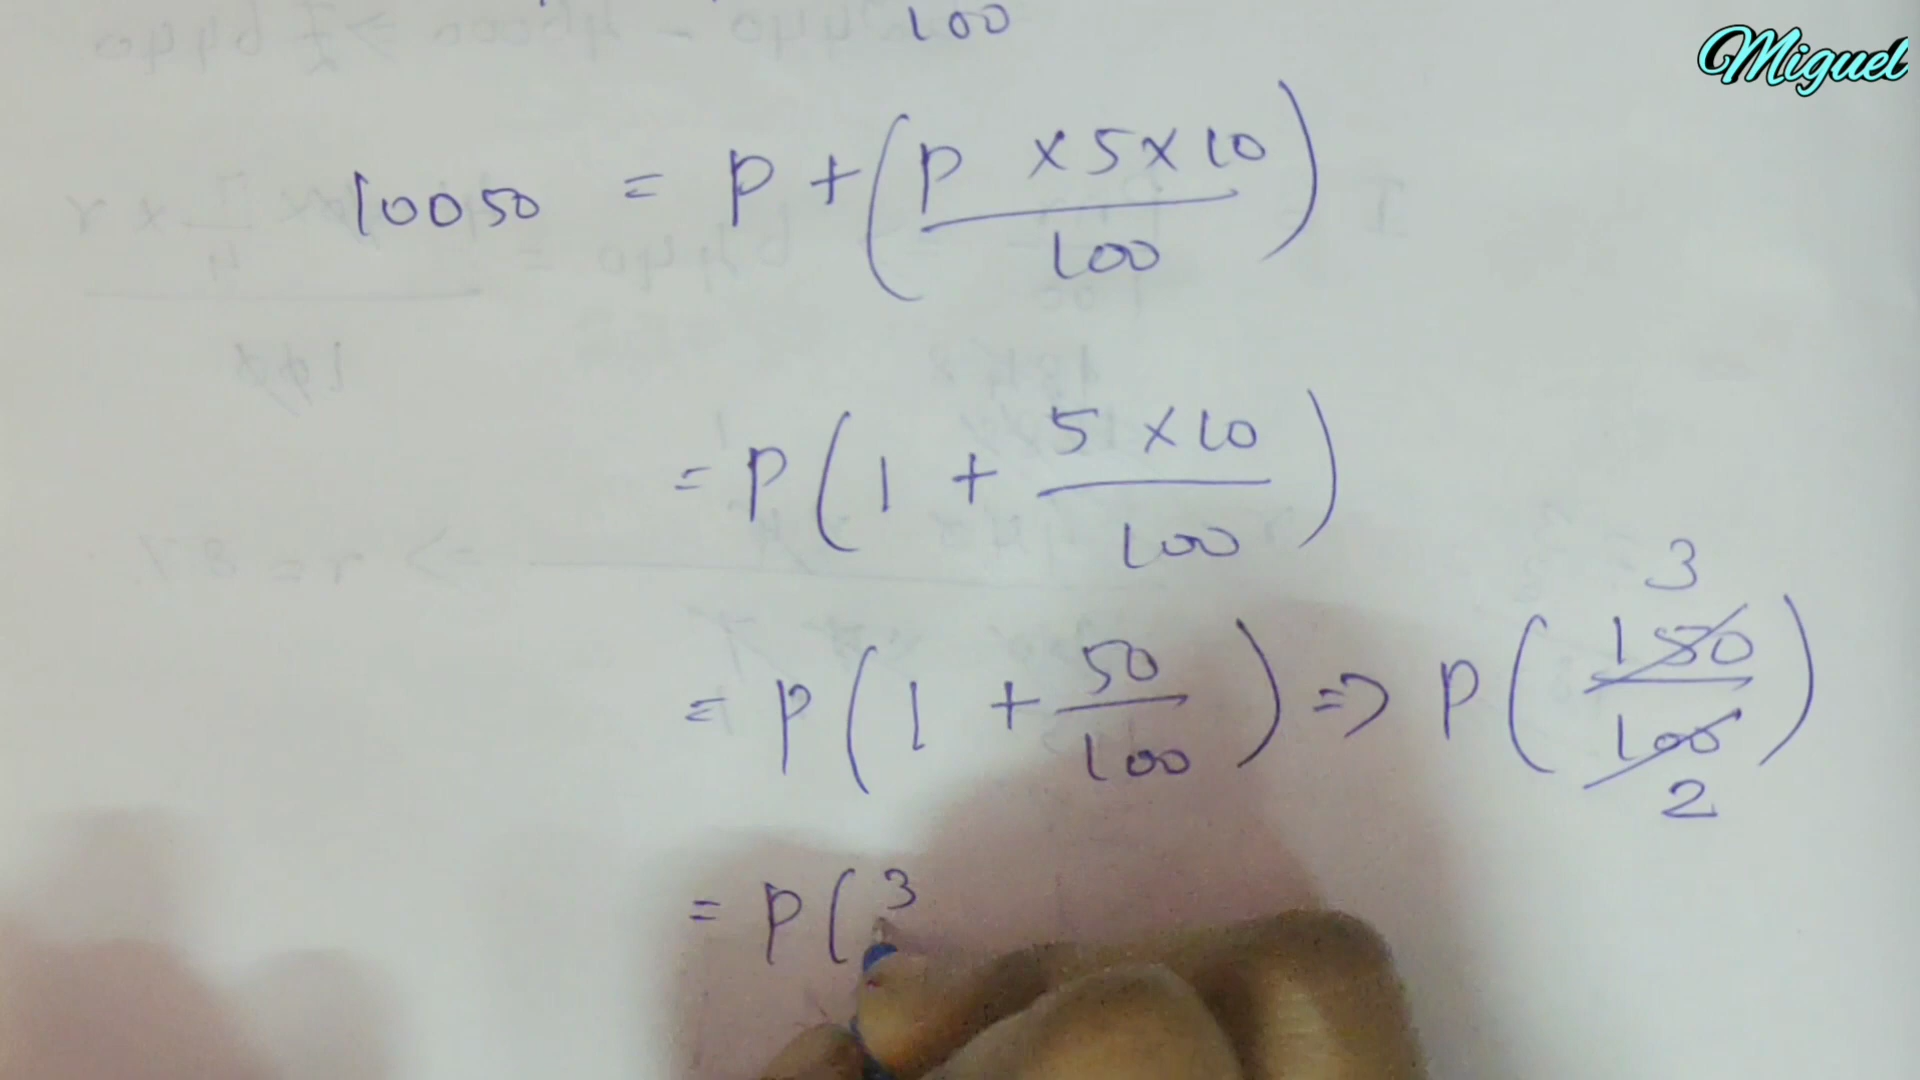 100
Miguel
10050 = P + (P × 5 × 10 / 100)
= P (1 + 5 × 10 / 100)
= P (1 + 50 / 100) => P (150 / 100) 3 2
= P ( 3